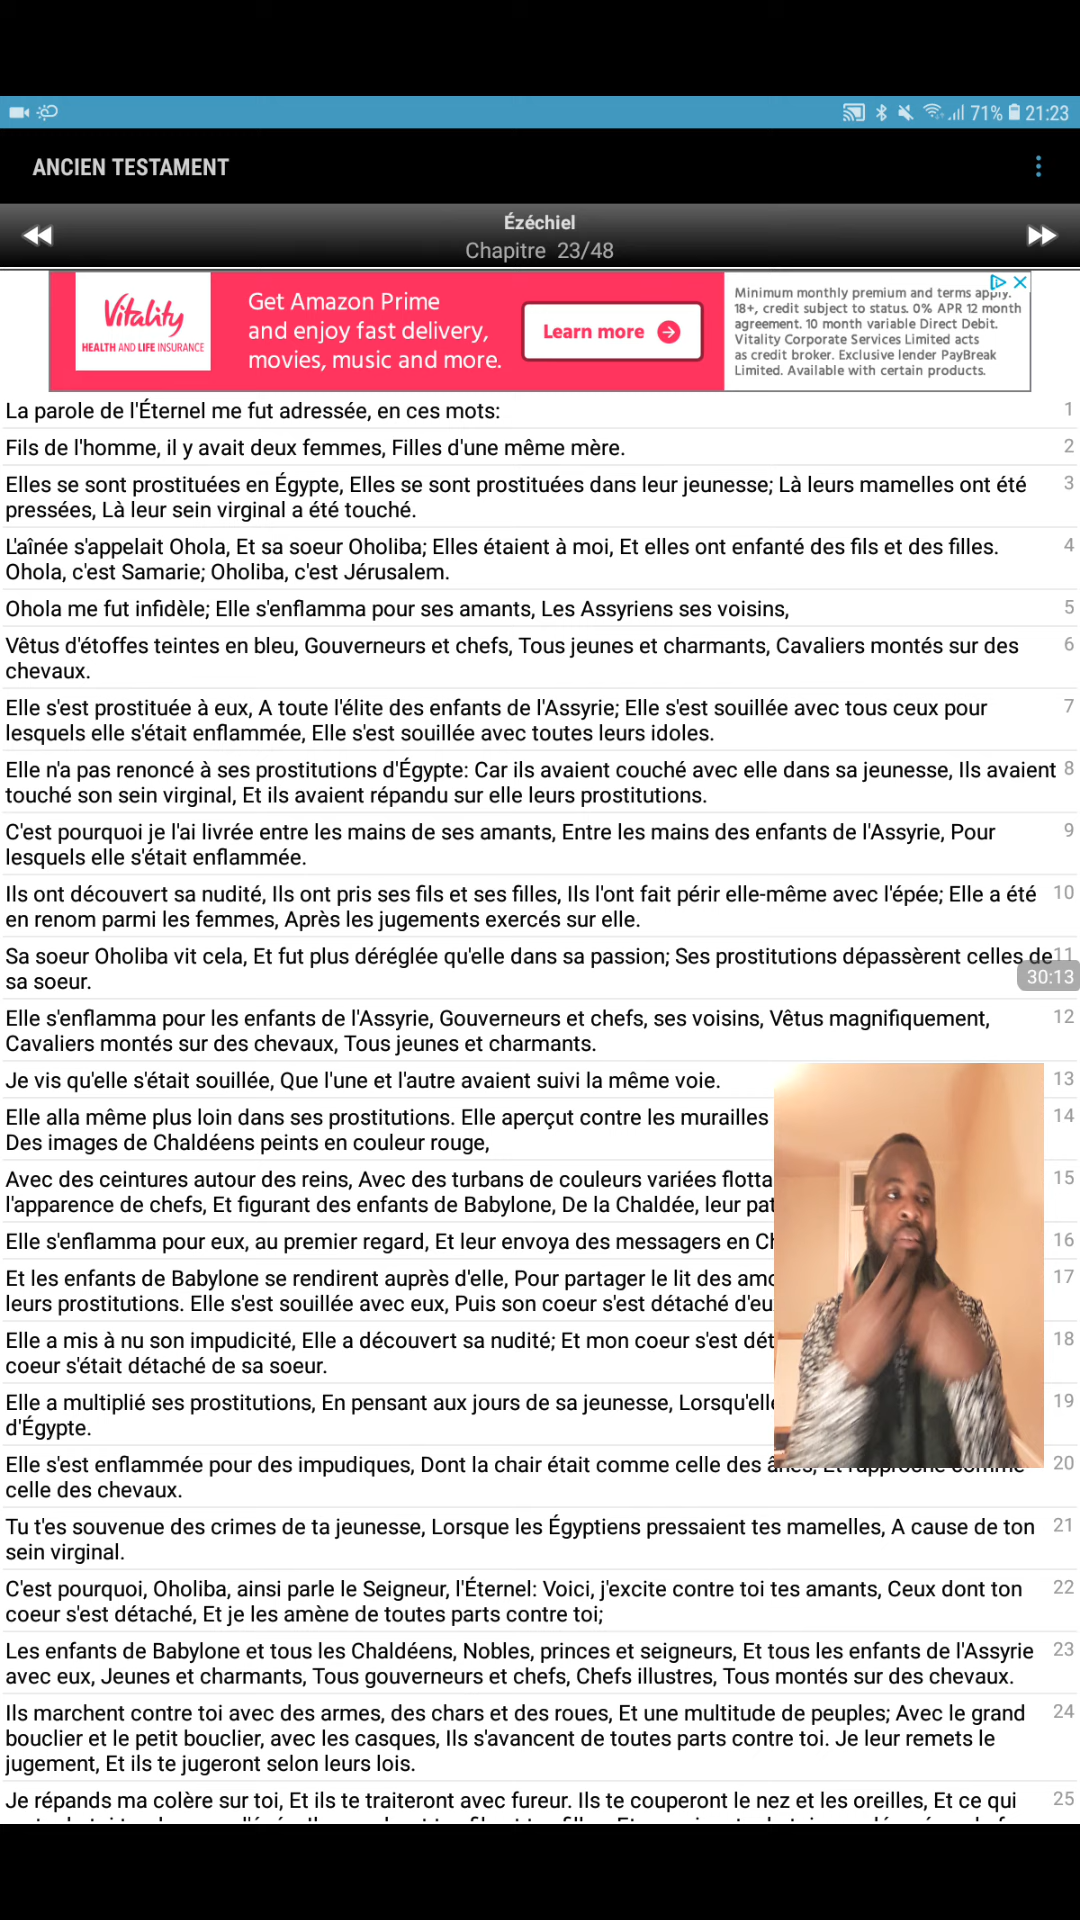 71% 21:23
ANCIEN TESTAMENT
Ézéchiel
Chapitre 23/48
Vitality
HEALTH AND LIFE INSURANCE
Get Amazon Prime
and enjoy fast delivery,
movies, music and more.
Learn more
Minimum monthly premium and terms apply.
18+, credit subject to status. 0% APR 12 month
agreement. 10 month variable Direct Debit.
Vitality Corporate Services Limited acts
as credit broker. Exclusive lender PayBreak
Limited. Available with certain products.
La parole de l'Éternel me fut adressée, en ces mots: 1
Fils de l'homme, il y avait deux femmes, Filles d'une même mère. 2
Elles se sont prostituées en Égypte, Elles se sont prostituées dans leur jeunesse; Là leurs mamelles ont été 3
pressées, Là leur sein virginal a été touché.
L'aînée s'appelait Ohola, Et sa soeur Oholiba; Elles étaient à moi, Et elles ont enfanté des fils et des filles. 4
Ohola, c'est Samarie; Oholiba, c'est Jérusalem.
Ohola me fut infidèle; Elle s'enflamma pour ses amants, Les Assyriens ses voisins, 5
Vêtus d'étoffes teintes en bleu, Gouverneurs et chefs, Tous jeunes et charmants, Cavaliers montés sur des 6
chevaux.
Elle s'est prostituée à eux, A toute l'élite des enfants de l'Assyrie; Elle s'est souillée avec tous ceux pour 7
lesquels elle s'était enflammée, Elle s'est souillée avec toutes leurs idoles.
Elle n'a pas renoncé à ses prostitutions d'Égypte: Car ils avaient couché avec elle dans sa jeunesse, Ils avaient 8
touché son sein virginal, Et ils avaient répandu sur elle leurs prostitutions.
C'est pourquoi je l'ai livrée entre les mains de ses amants, Entre les mains des enfants de l'Assyrie, Pour 9
lesquels elle s'était enflammée.
Ils ont découvert sa nudité, Ils ont pris ses fils et ses filles, Ils l'ont fait périr elle-même avec l'épée; Elle a été 10
en renom parmi les femmes, Après les jugements exercés sur elle.
Sa soeur Oholiba vit cela, Et fut plus déréglée qu'elle dans sa passion; Ses prostitutions dépassèrent celles de 11
sa soeur.
30:13
Elle s'enflamma pour les enfants de l'Assyrie, Gouverneurs et chefs, ses voisins, Vêtus magnifiquement, 12
Cavaliers montés sur des chevaux, Tous jeunes et charmants.
Je vis qu'elle s'était souillée, Que l'une et l'autre avaient suivi la même voie. 13
Elle alla même plus loin dans ses prostitutions. Elle aperçut contre les murailles 14
Des images de Chaldéens peints en couleur rouge,
Avec des ceintures autour des reins, Avec des turbans de couleurs variées flotta 15
l'apparence de chefs, Et figurant des enfants de Babylone, De la Chaldée, leur pat
Elle s'enflamma pour eux, au premier regard, Et leur envoya des messagers en Ch 16
Et les enfants de Babylone se rendirent auprès d'elle, Pour partager le lit des amo 17
leurs prostitutions. Elle s'est souillée avec eux, Puis son coeur s'est détaché d'eu
Elle a mis à nu son impudicité, Elle a découvert sa nudité; Et mon coeur s'est dét 18
coeur s'était détaché de sa soeur.
Elle a multiplié ses prostitutions, En pensant aux jours de sa jeunesse, Lorsqu'elle 19
d'Égypte.
Elle s'est enflammée pour des impudiques, Dont la chair était comme celle des ânes, Et l'approche comme 20
celle des chevaux.
Tu t'es souvenue des crimes de ta jeunesse, Lorsque les Égyptiens pressaient tes mamelles, A cause de ton 21
sein virginal.
C'est pourquoi, Oholiba, ainsi parle le Seigneur, l'Éternel: Voici, j'excite contre toi tes amants, Ceux dont ton 22
coeur s'est détaché, Et je les amène de toutes parts contre toi;
Les enfants de Babylone et tous les Chaldéens, Nobles, princes et seigneurs, Et tous les enfants de l'Assyrie 23
avec eux, Jeunes et charmants, Tous gouverneurs et chefs, Chefs illustres, Tous montés sur des chevaux.
Ils marchent contre toi avec des armes, des chars et des roues, Et une multitude de peuples; Avec le grand 24
bouclier et le petit bouclier, avec les casques, Ils s'avancent de toutes parts contre toi. Je leur remets le
jugement, Et ils te jugeront selon leurs lois.
Je répands ma colère sur toi, Et ils te traiteront avec fureur. Ils te couperont le nez et les oreilles, Et ce qui 25